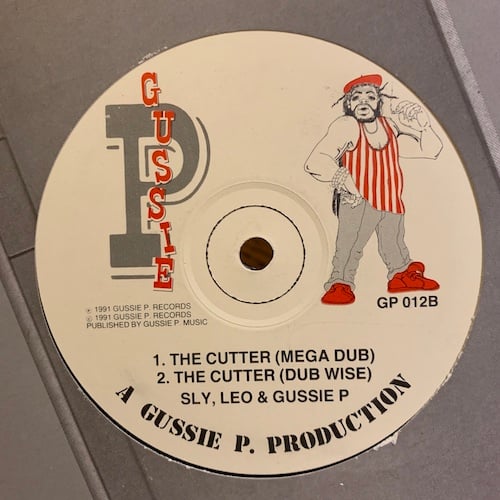 GUSSIE
P
GP 012B
℗ 1991 GUSSIE P. RECORDS
© 1991 GUSSIE P. RECORDS
PUBLISHED BY GUSSIE P. MUSIC
1. THE CUTTER (MEGA DUB)
2. THE CUTTER (DUB WISE)
SLY, LEO & GUSSIE P
A GUSSIE P. PRODUCTION